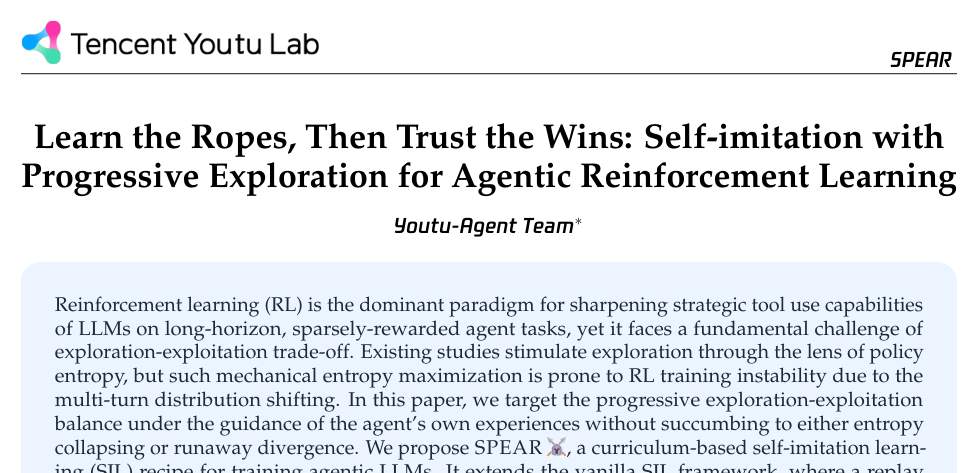 Tencent Youtu Lab
SPEAR
Learn the Ropes, Then Trust the Wins: Self-imitation with
Progressive Exploration for Agentic Reinforcement Learning
Youtu-Agent Team*
Reinforcement learning (RL) is the dominant paradigm for sharpening strategic tool use capabilities
of LLMs on long-horizon, sparsely-rewarded agent tasks, yet it faces a fundamental challenge of
exploration-exploitation trade-off. Existing studies stimulate exploration through the lens of policy
entropy, but such mechanical entropy maximization is prone to RL training instability due to the
multi-turn distribution shifting. In this paper, we target the progressive exploration-exploitation
balance under the guidance of the agent's own experiences without succumbing to either entropy
collapsing or runaway divergence. We propose SPEAR, a curriculum-based self-imitation learn-
ing (SIL) recipe for training agentic LLMs. It extends the vanilla SIL framework, where a replay